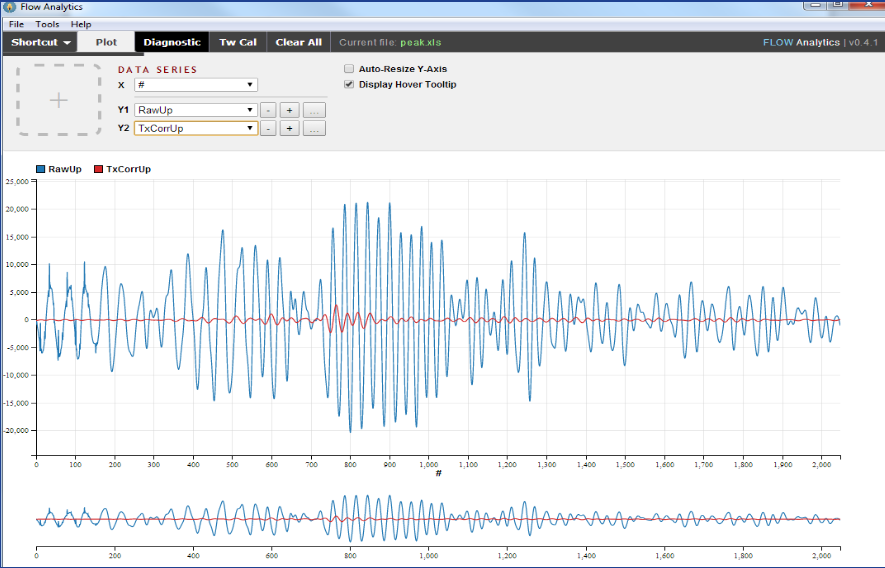 Flow Analytics
File Tools Help
Shortcut Plot Diagnostic Tw Cal Clear All Current file: peak.xls FLOW Analytics | v0.4.1
DATA SERIES
X #
Y1 RawUp - + ...
Y2 TxCorrUp - + ...
Auto-Resize Y-Axis
Display Hover Tooltip
RawUp TxCorrUp
25,000
20,000
15,000
10,000
5,000
0
-5,000
-10,000
-15,000
-20,000
0 100 200 300 400 500 600 700 800 900 1,000 1,100 1,200 1,300 1,400 1,500 1,600 1,700 1,800 1,900 2,000
#
0 200 400 600 800 1,000 1,200 1,400 1,600 1,800 2,000